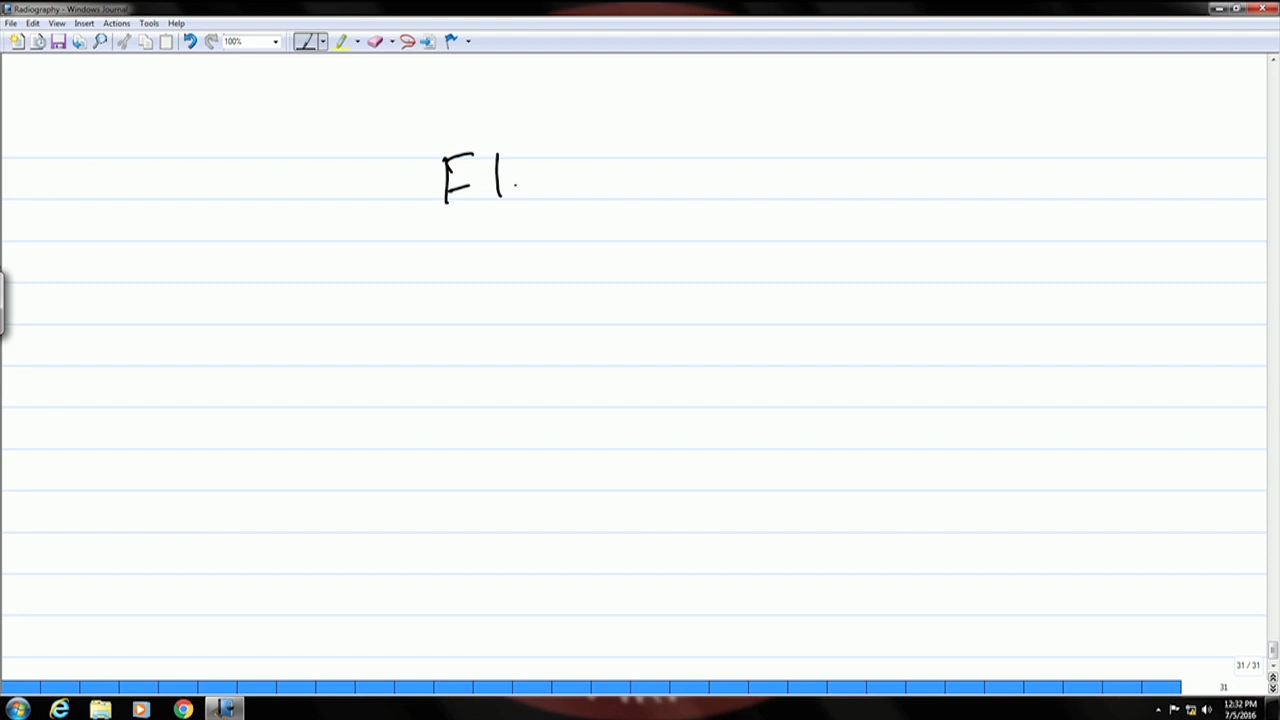 Radiography - Windows Journal
File Edit View Insert Actions Tools Help
100%
F1.
31 / 31
31
12:32 PM
7/5/2016